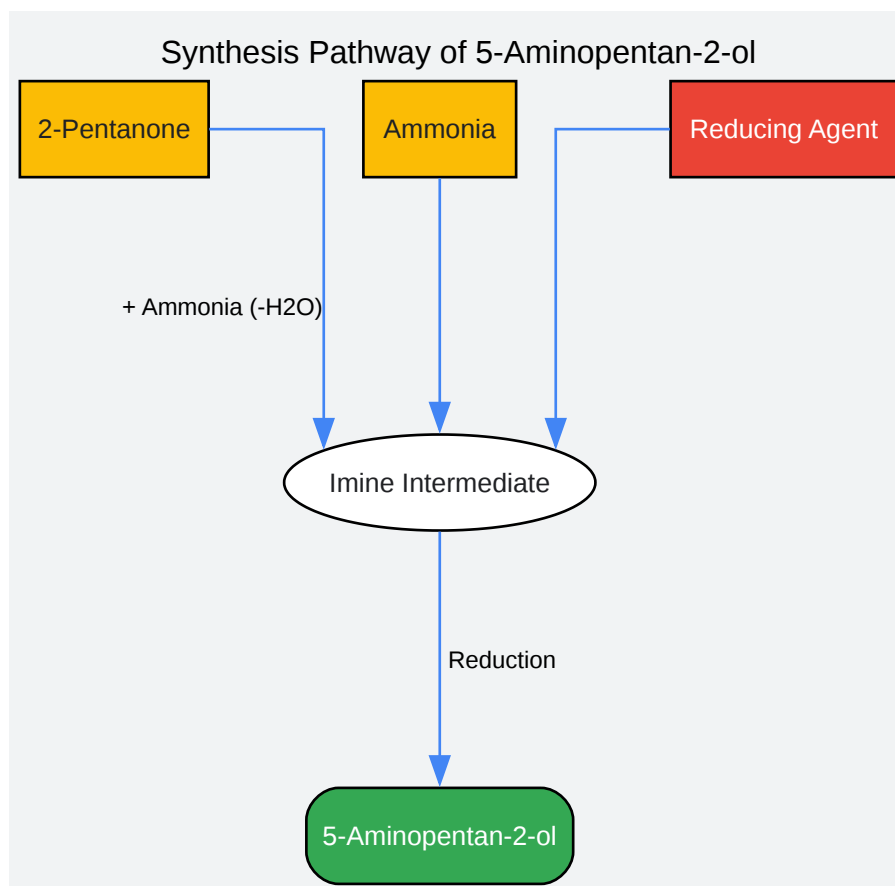 Synthesis Pathway of 5-Aminopentan-2-ol
2-Pentanone
Ammonia
Reducing Agent
+ Ammonia (-H2O)
Imine Intermediate
Reduction
5-Aminopentan-2-ol